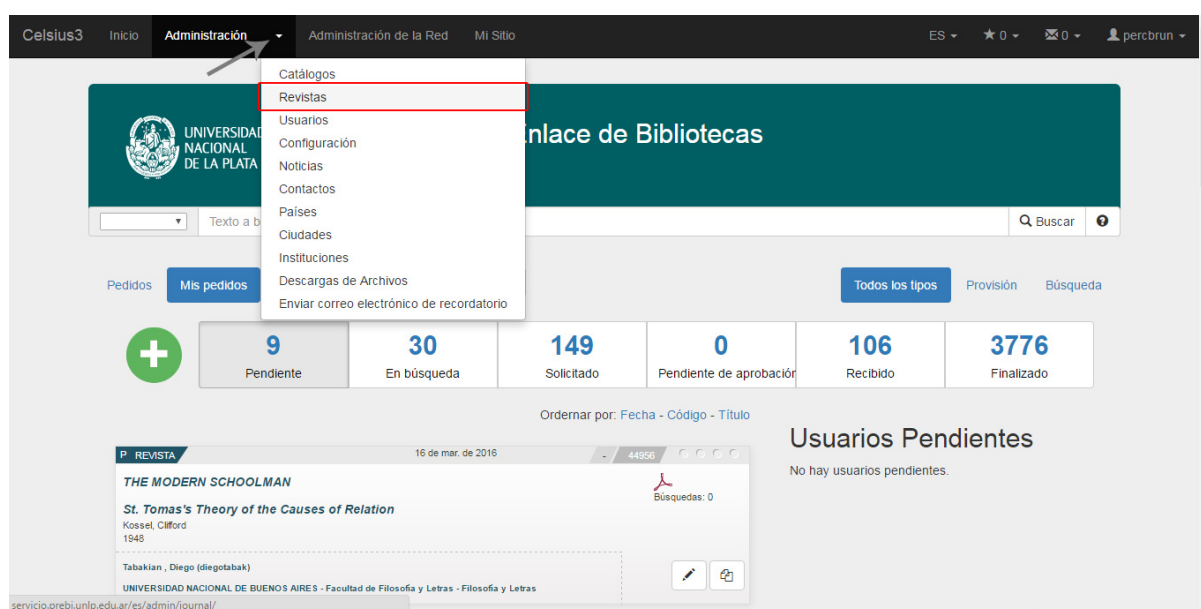 Celsius3 Inicio Administración Administración de la Red Mi Sitio ES 0 0 percbrun
Catálogos
Revistas
Usuarios
Configuración
Noticias
Contactos
Países
Ciudades
Instituciones
Descargas de Archivos
Enviar correo electrónico de recordatorio
UNIVERSIDAD
NACIONAL
DE LA PLATA
nlace de Bibliotecas
Texto a b Buscar
Pedidos Mis pedidos Todos los tipos Provisión Búsqueda
9 30 149 0 106 3776
Pendiente En búsqueda Solicitado Pendiente de aprobación Recibido Finalizado
Ordernar por: Fecha - Código - Título
Usuarios Pendientes
No hay usuarios pendientes.
P REVISTA 16 de mar. de 2016 - 44956
THE MODERN SCHOOLMAN
Búsquedas: 0
St. Tomas's Theory of the Causes of Relation
Kossel, Clifford
1948
Tabakian , Diego (diegotabak)
UNIVERSIDAD NACIONAL DE BUENOS AIRES - Facultad de Filosofía y Letras - Filosofía y Letras
servicio.prebi.unlp.edu.ar/es/admin/journal/